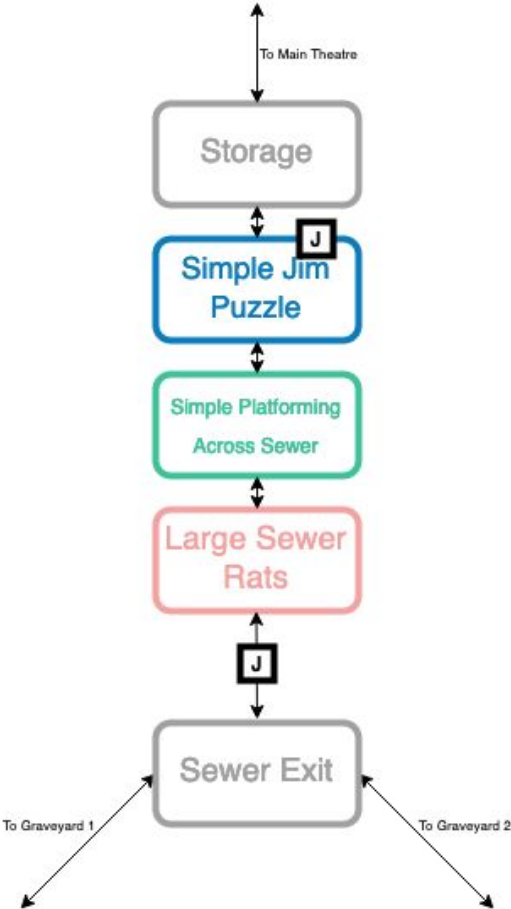 To Main Theatre
Storage
J
Simple Jim
Puzzle
Simple Platforming
Across Sewer
Large Sewer
Rats
J
Sewer Exit
To Graveyard 1
To Graveyard 2